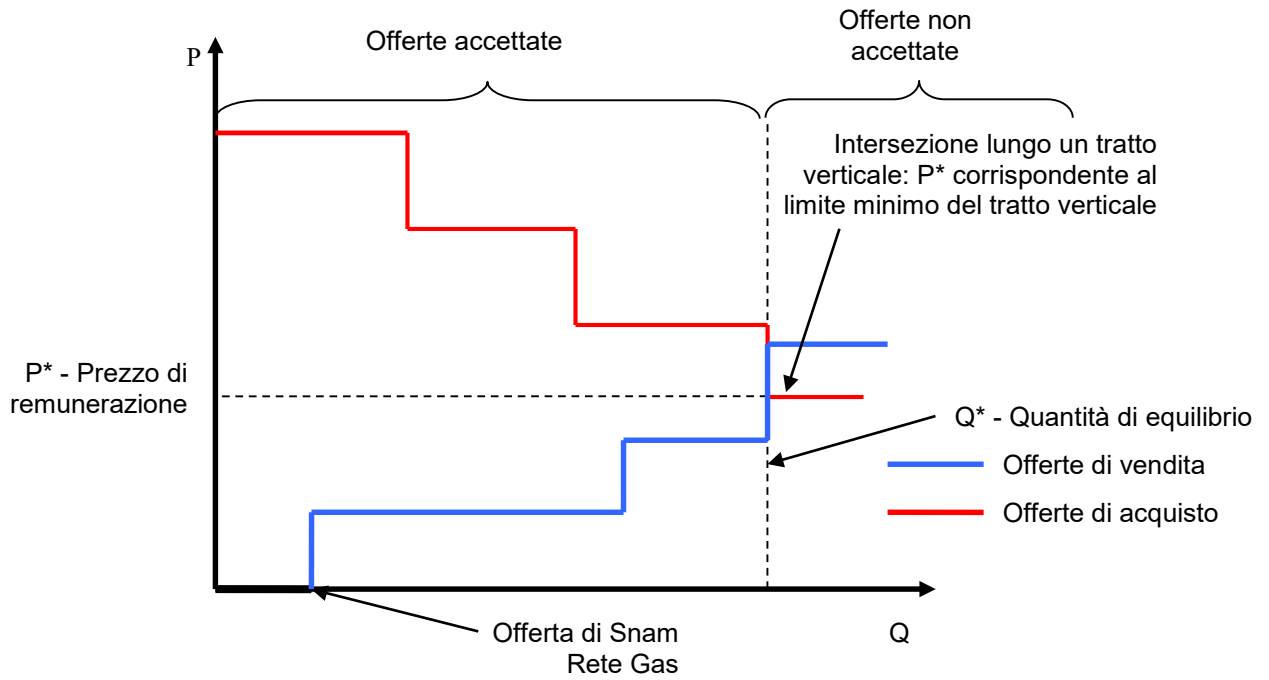 Offerte accettate
Offerte non
accettate
P
Intersezione lungo un tratto
verticale: P* corrispondente al
limite minimo del tratto verticale
P* - Prezzo di
remunerazione
Q* - Quantità di equilibrio
Offerte di vendita
Offerte di acquisto
Offerta di Snam
Rete Gas
Q